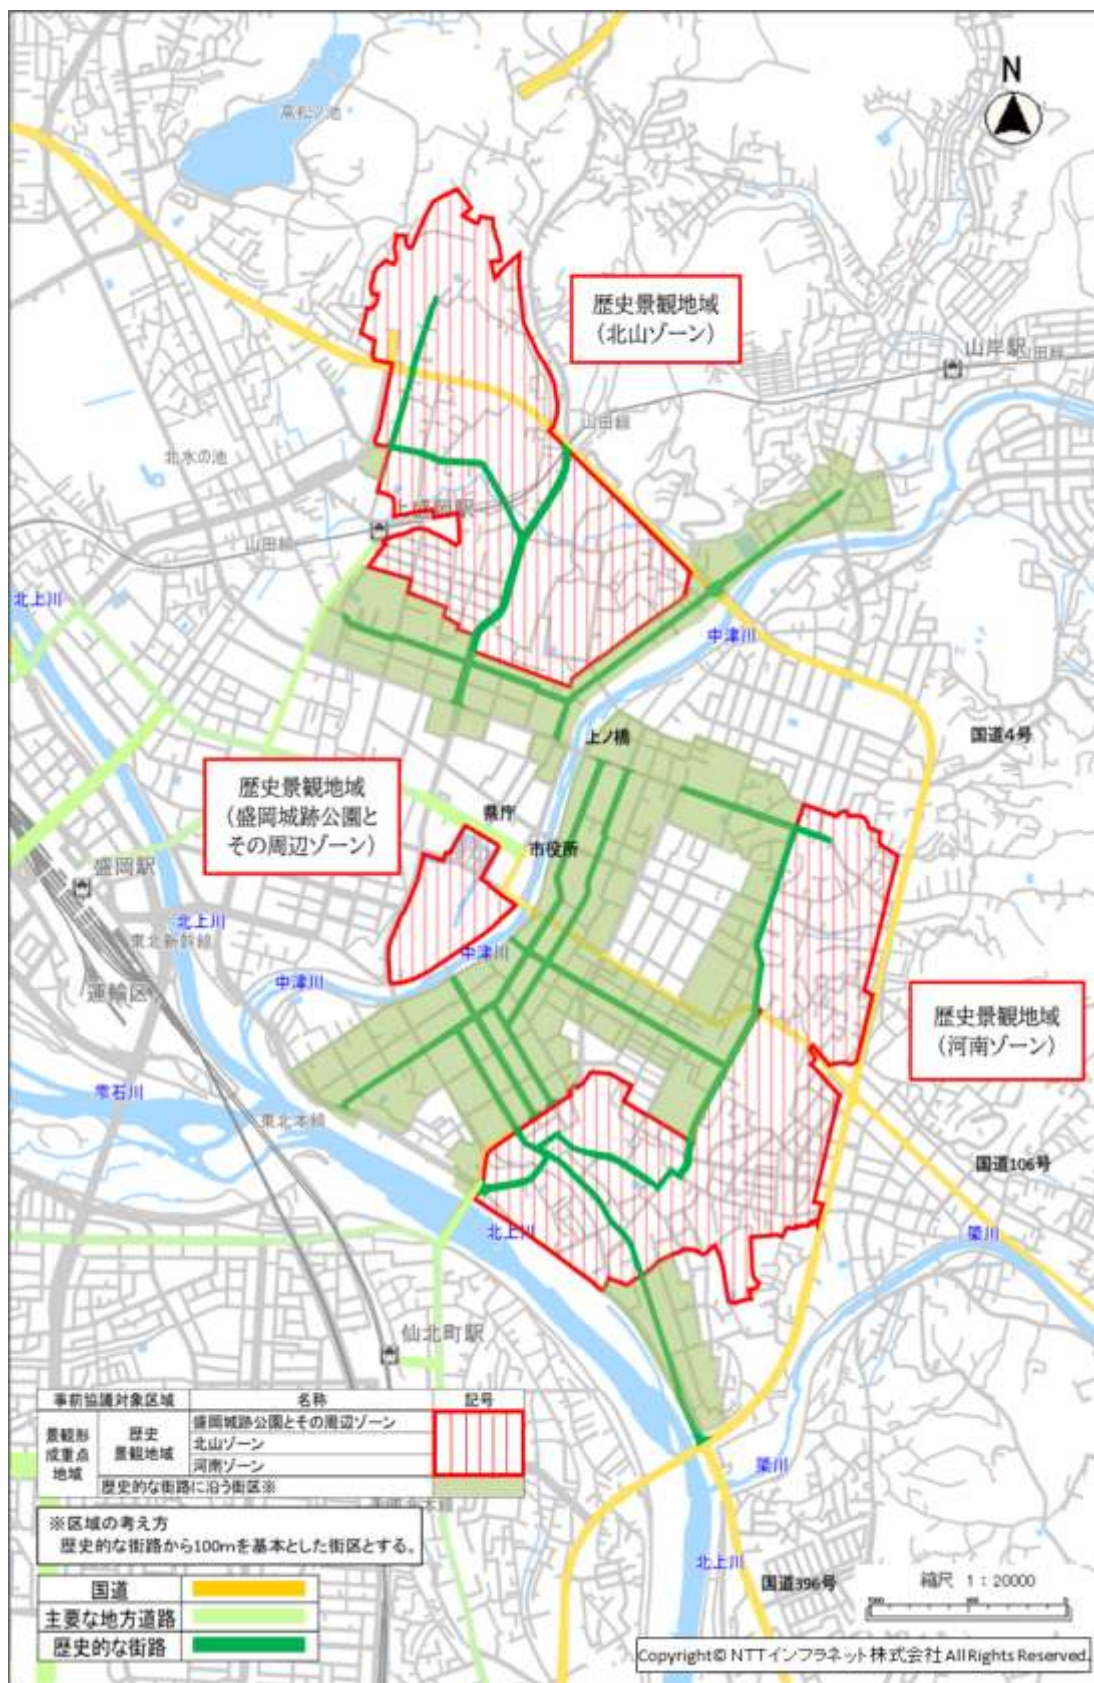 N
高松ノ池
歴史景観地域
(北山ゾーン)
山岸駅
山田線
山田線
北水の池
上盛岡駅
山田線
北上川
中津川
国道4号
上ノ橋
歴史景観地域
(盛岡城跡公園と
その周辺ゾーン)
県庁
市役所
盛岡駅
北上川
東北新幹線
中津川
中津川
運輸区
歴史景観地域
(河南ゾーン)
雫石川
東北本線
国道106号
北上川
簗川
仙北町駅
事前協議対象区域 名称 記号
景観形成重点地域 歴史景観地域 盛岡城跡公園とその周辺ゾーン
北山ゾーン
河南ゾーン
歴史的な街路に沿う街区※
簗川
※区域の考え方
歴史的な街路から100mを基本とした街区とする。
北上川
国道396号
縮尺 1:20000
500 0
国道
主要な地方道路
歴史的な街路
Copyright© NTTインフラネット株式会社 All Rights Reserved.